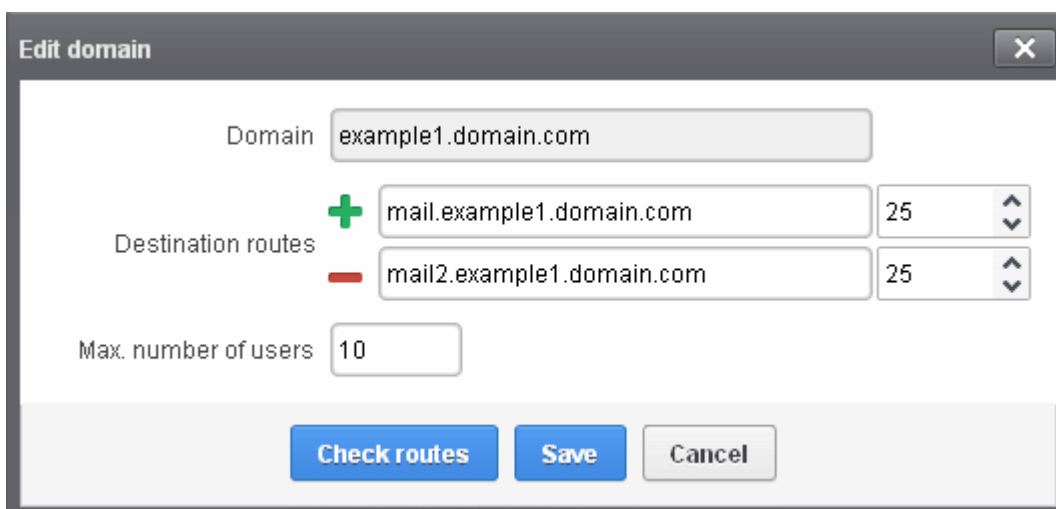 Edit domain
Domain example1.domain.com
Destination routes
mail.example1.domain.com 25
mail2.example1.domain.com 25
Max. number of users 10
Check routes Save Cancel